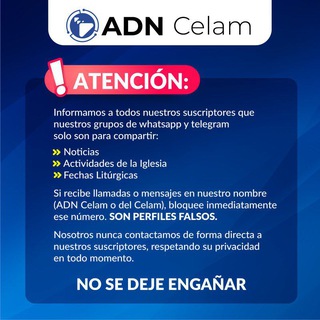 ADN Celam
! ATENCIÓN:
Informamos a todos nuestros suscriptores que
nuestros grupos de whatsapp y telegram
solo son para compartir:
>> Noticias
>> Actividades de la Iglesia
>> Fechas Litúrgicas
Si recibe llamadas o mensajes en nuestro nombre
(ADN Celam o del Celam), bloquee inmediatamente
ese número. SON PERFILES FALSOS.
Nosotros nunca contactamos de forma directa a
nuestros suscriptores, respetando su privacidad
en todo momento.
NO SE DEJE ENGAÑAR